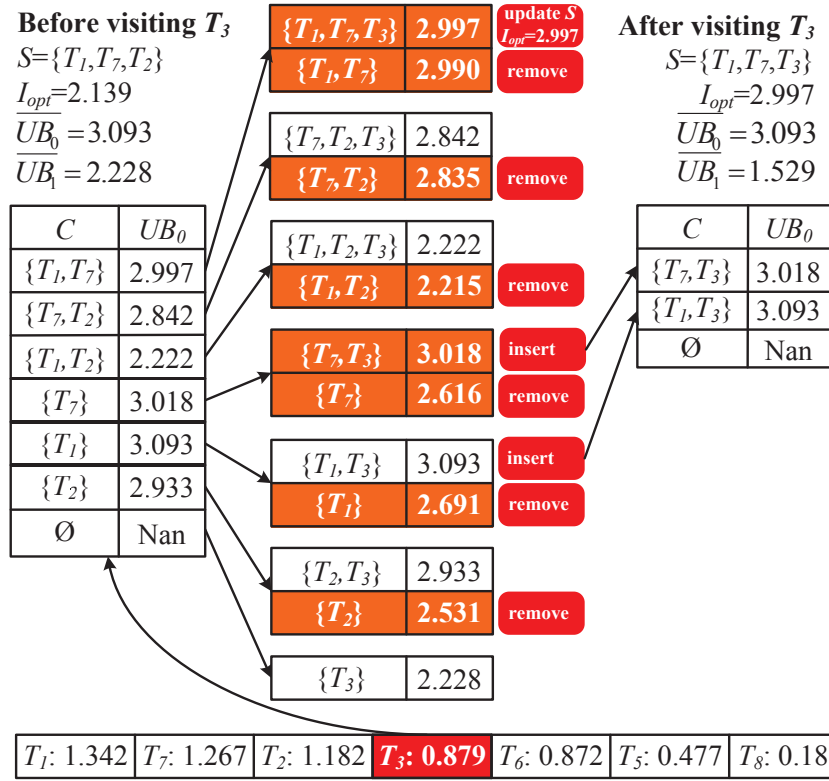 Before visiting T3
S={T1,T7,T2}
Iopt=2.139
UB0 =3.093
UB1 =2.228
C UB0
{T1,T7} 2.997
{T7,T2} 2.842
{T1,T2} 2.222
{T7} 3.018
{T1} 3.093
{T2} 2.933
Ø Nan
{T1,T7,T3} 2.997 update S
Iopt=2.997
{T1,T7} 2.990 remove
{T7,T2,T3} 2.842
{T7,T2} 2.835 remove
{T1,T2,T3} 2.222
{T1,T2} 2.215 remove
{T7,T3} 3.018 insert
{T7} 2.616 remove
{T1,T3} 3.093 insert
{T1} 2.691 remove
{T2,T3} 2.933
{T2} 2.531 remove
{T3} 2.228
After visiting T3
S={T1,T7,T3}
Iopt=2.997
UB0 =3.093
UB1 =1.529
C UB0
{T7,T3} 3.018
{T1,T3} 3.093
Ø Nan
T1: 1.342 T7: 1.267 T2: 1.182 T3: 0.879 T6: 0.872 T5: 0.477 T8: 0.18